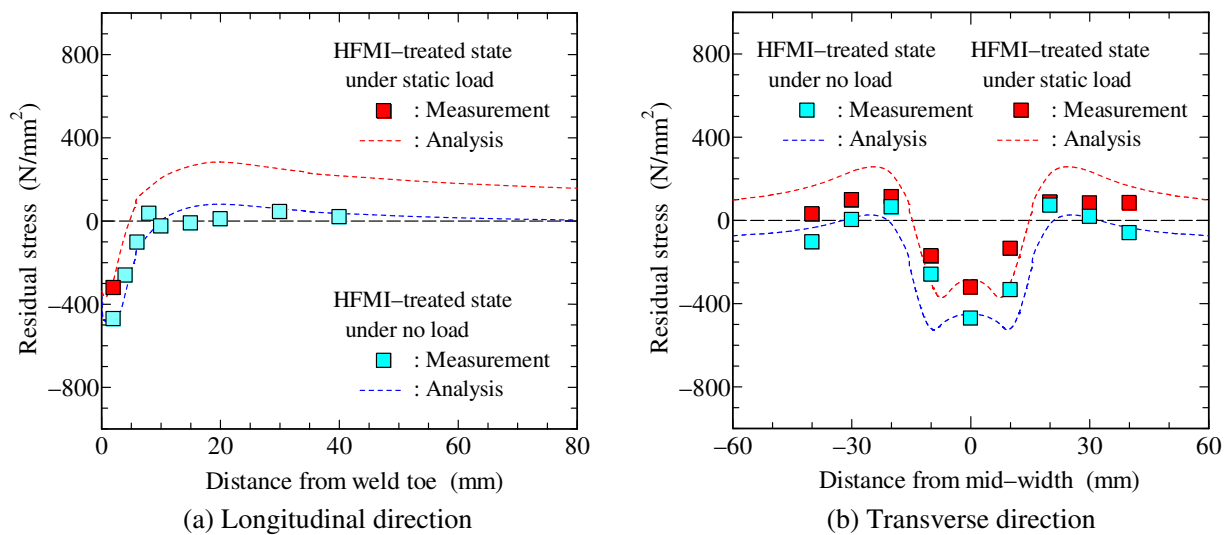 800
400
0
−400
−800
Residual stress (N/mm²)
HFMI−treated state
under static load
: Measurement
: Analysis
HFMI−treated state
under no load
: Measurement
: Analysis
0 20 40 60 80
Distance from weld toe (mm)
(a) Longitudinal direction
800
400
0
−400
−800
Residual stress (N/mm²)
HFMI−treated state
under no load
: Measurement
: Analysis
HFMI−treated state
under static load
: Measurement
: Analysis
−60 −30 0 30 60
Distance from mid−width (mm)
(b) Transverse direction